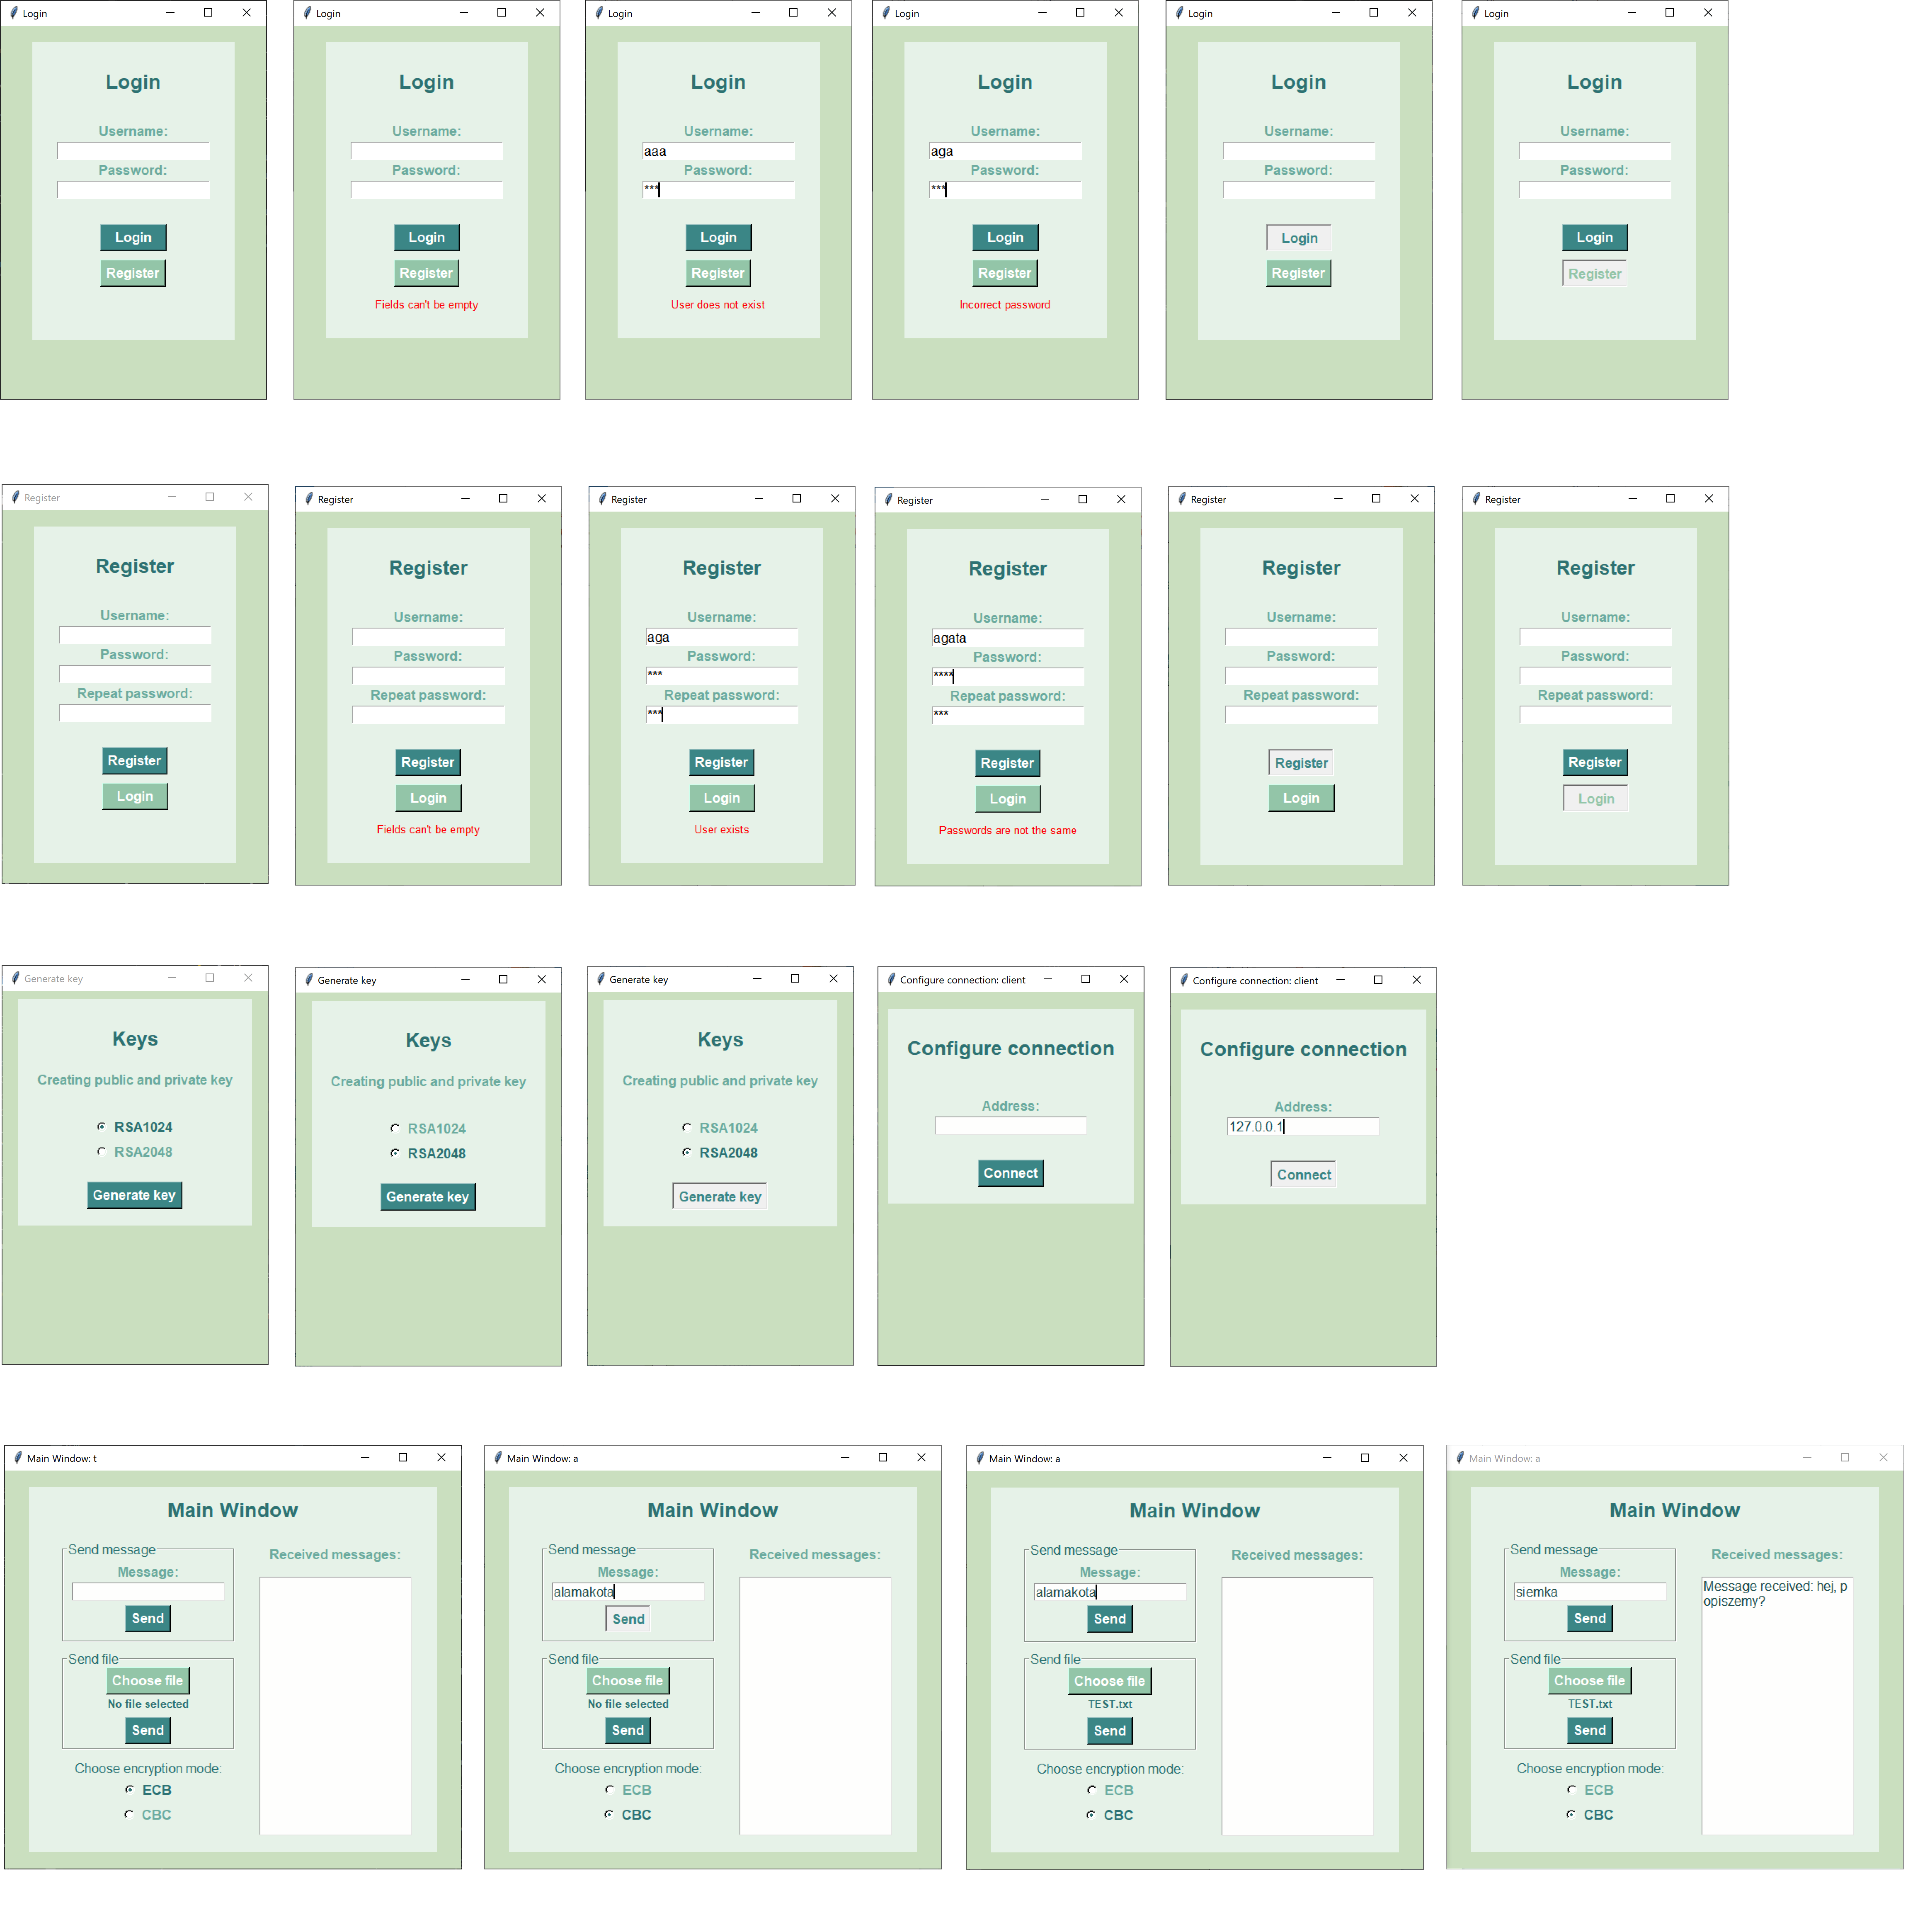 Login
Login
Username:
Password:
Login
Register
Login
Login
Username:
Password:
Login
Register
Fields can't be empty
Login
Login
Username:
aaa
Password:
***
Login
Register
User does not exist
Login
Login
Username:
aga
Password:
***
Login
Register
Incorrect password
Login
Login
Username:
Password:
Login
Register
Login
Login
Username:
Password:
Login
Register
Register
Register
Username:
Password:
Repeat password:
Register
Login
Register
Register
Username:
Password:
Repeat password:
Register
Login
Fields can't be empty
Register
Register
Username:
aga
Password:
***
Repeat password:
***
Register
Login
User exists
Register
Register
Username:
agata
Password:
****
Repeat password:
***
Register
Login
Passwords are not the same
Register
Register
Username:
Password:
Repeat password:
Register
Login
Register
Register
Username:
Password:
Repeat password:
Register
Login
Generate key
Keys
Creating public and private key
RSA1024
RSA2048
Generate key
Generate key
Keys
Creating public and private key
RSA1024
RSA2048
Generate key
Generate key
Keys
Creating public and private key
RSA1024
RSA2048
Generate key
Configure connection: client
Configure connection
Address:
Connect
Configure connection: client
Configure connection
Address:
127.0.0.1
Connect
Main Window: t
Main Window
Send message
Message:
Send
Send file
Choose file
No file selected
Send
Choose encryption mode:
ECB
CBC
Received messages:
Main Window: a
Main Window
Send message
Message:
alamakota
Send
Send file
Choose file
No file selected
Send
Choose encryption mode:
ECB
CBC
Received messages:
Main Window: a
Main Window
Send message
Message:
alamakota
Send
Send file
Choose file
TEST.txt
Send
Choose encryption mode:
ECB
CBC
Received messages:
Main Window: a
Main Window
Send message
Message:
siemka
Send
Send file
Choose file
TEST.txt
Send
Choose encryption mode:
ECB
CBC
Received messages:
Message received: hej, p
opiszemy?